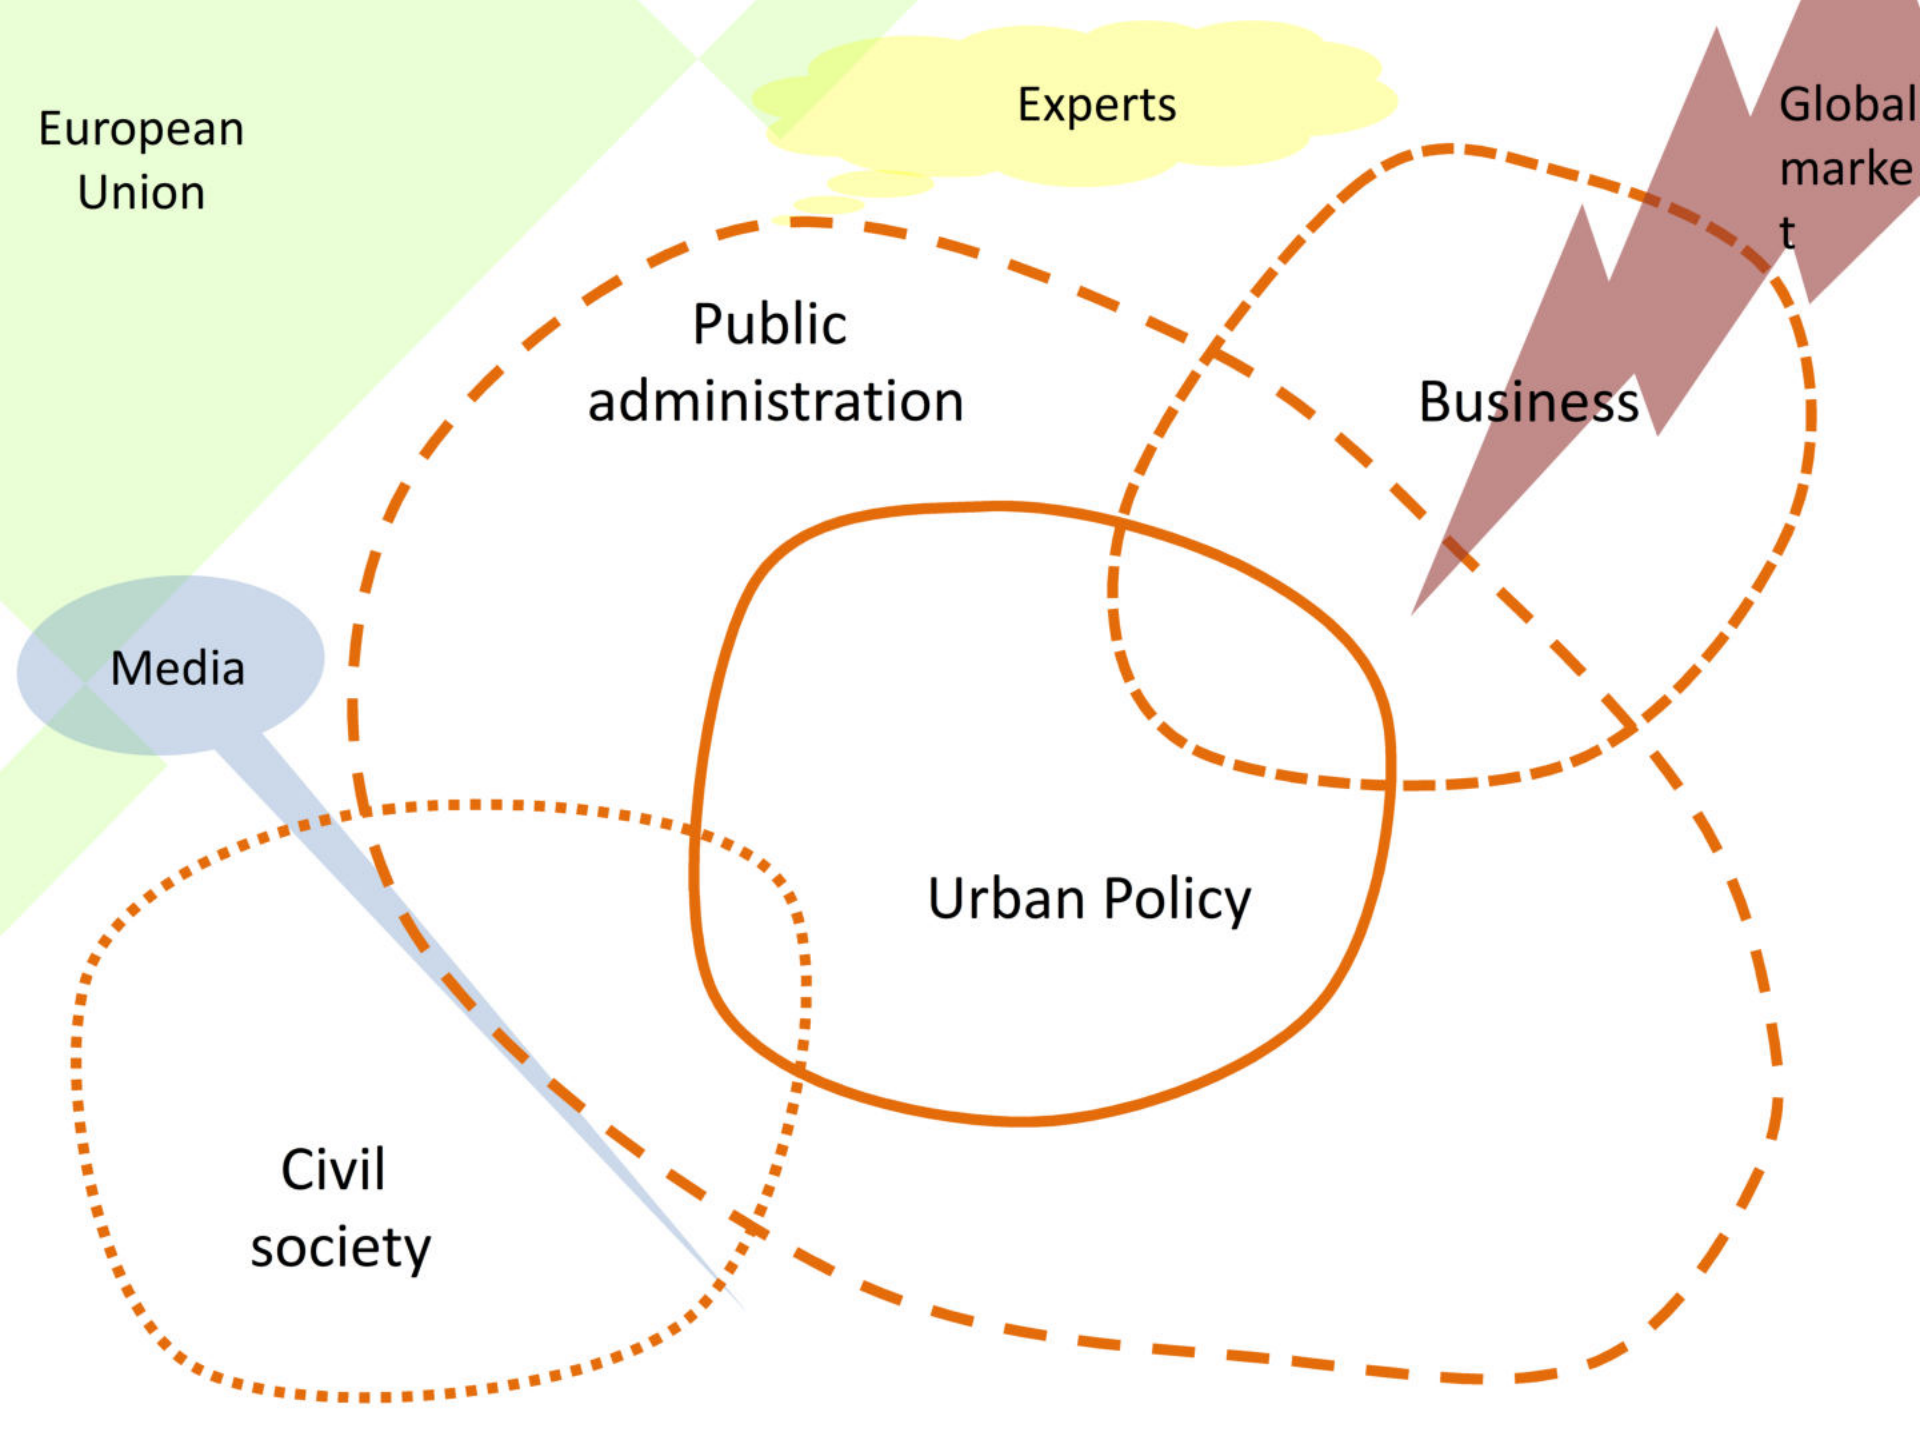 European
Union
Experts
Global
marke
t
Public
administration
Business
Media
Urban Policy
Civil
society